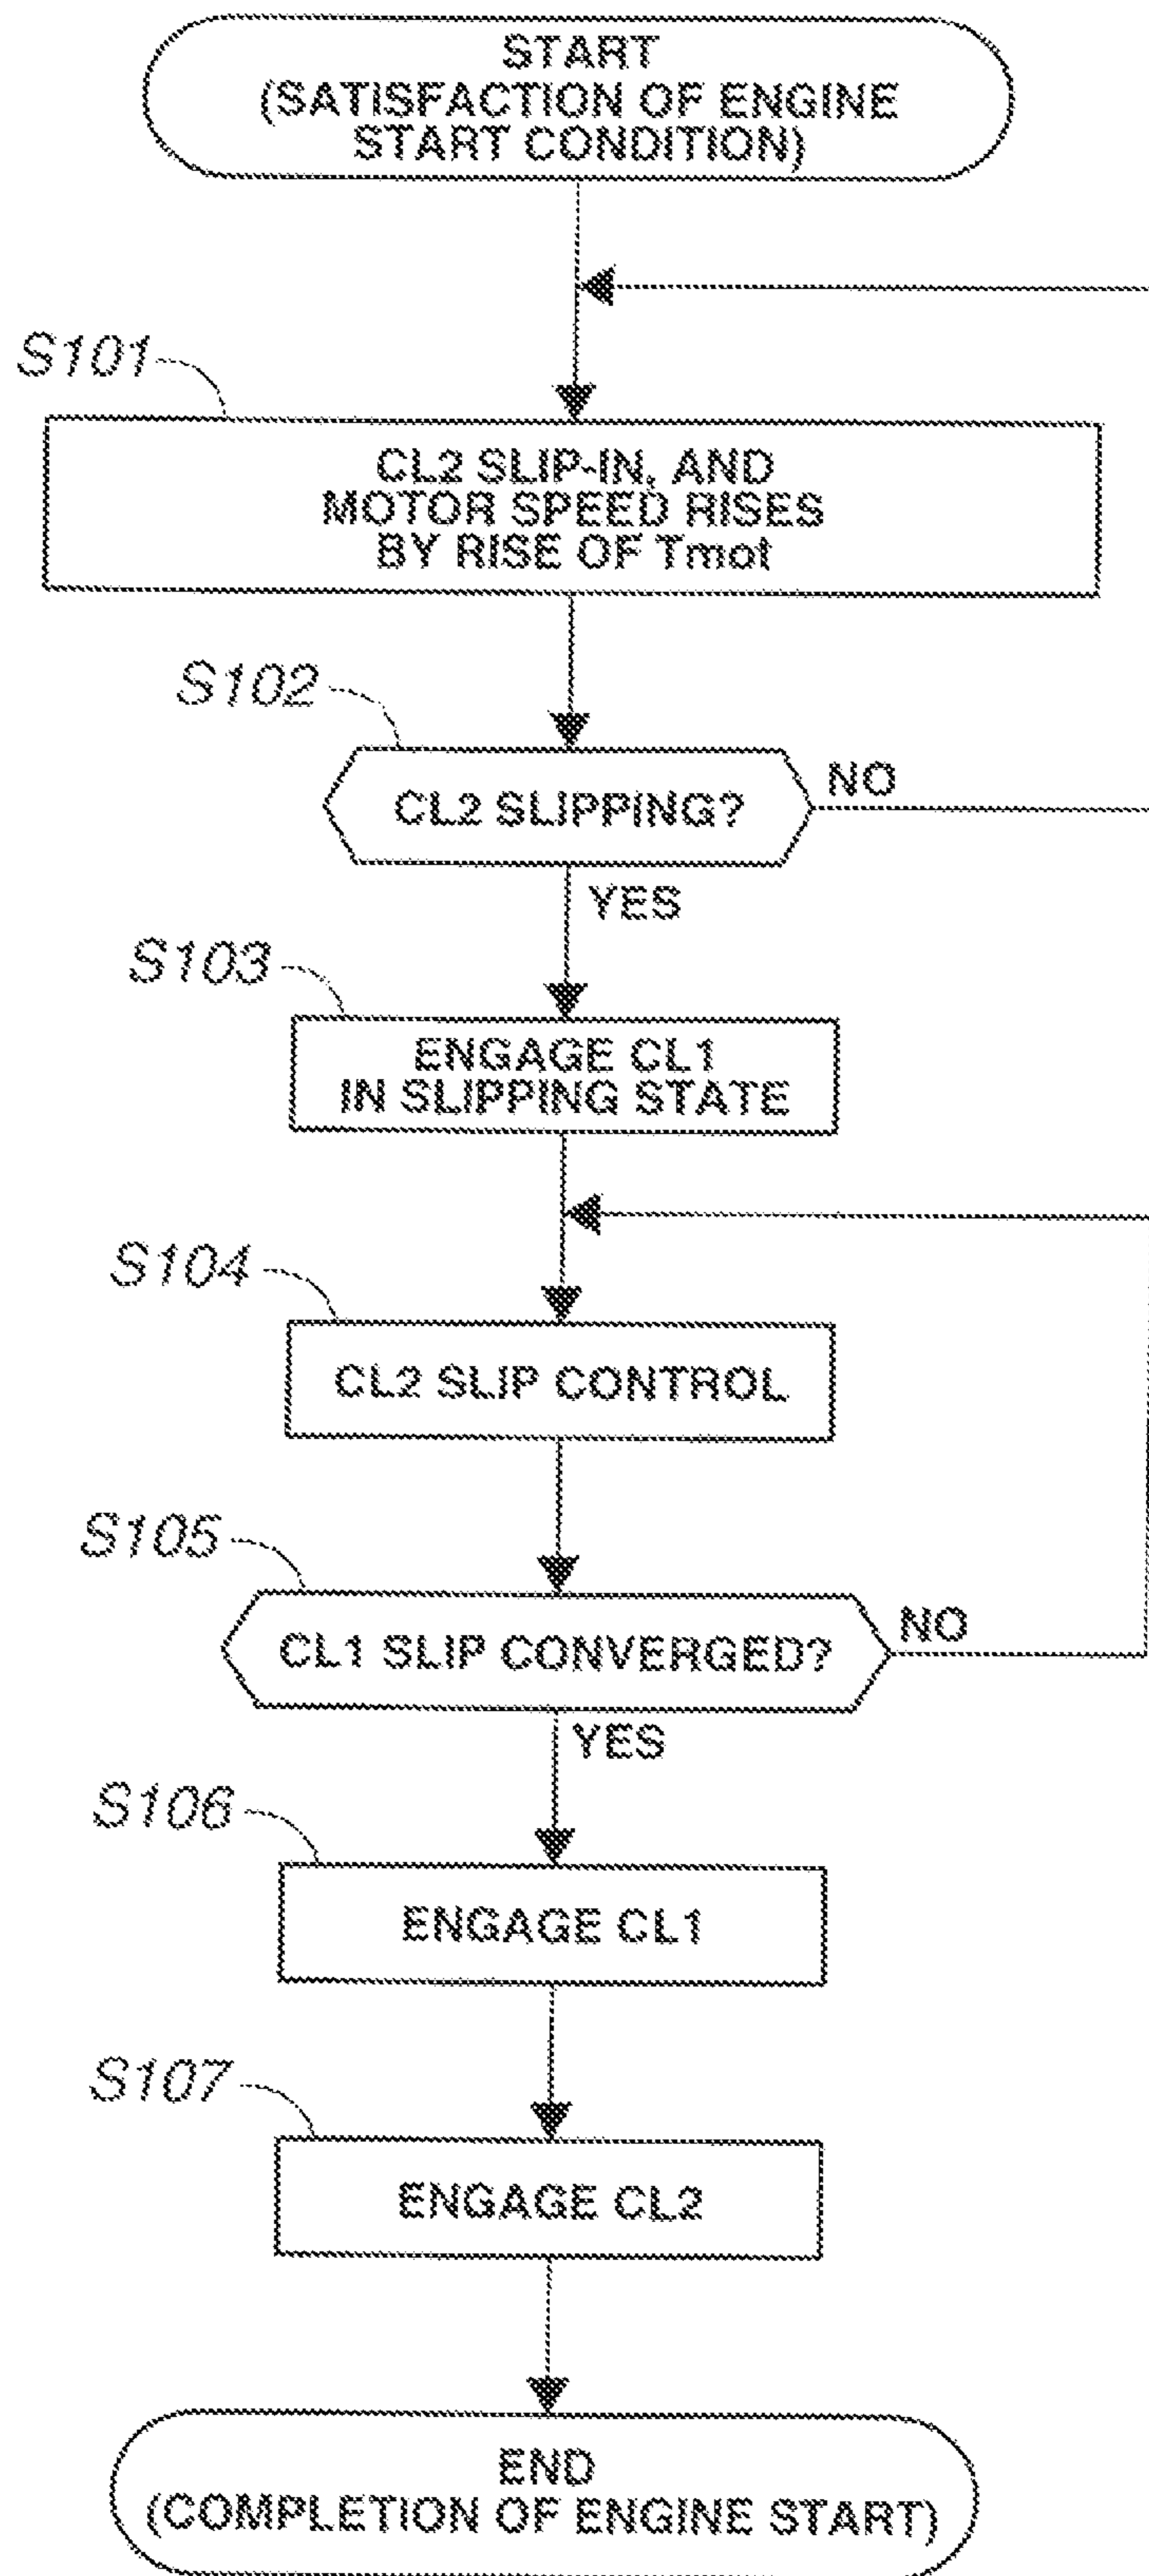 START
(SATISFACTION OF ENGINE
START CONDITION)
S101
CL2 SLIP-IN, AND
MOTOR SPEED RISES
BY RISE OF Tmot
S102
CL2 SLIPPING?
NO
YES
S103
ENGAGE CL1
IN SLIPPING STATE
S104
CL2 SLIP CONTROL
S105
CL1 SLIP CONVERGED?
NO
YES
S106
ENGAGE CL1
S107
ENGAGE CL2
END
(COMPLETION OF ENGINE START)